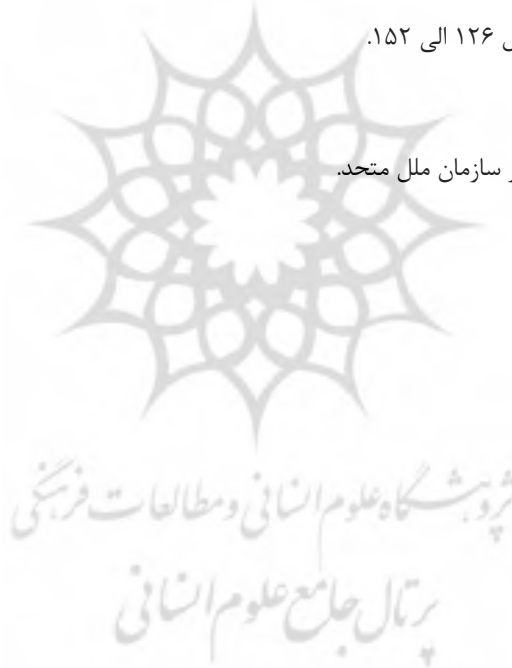 ۱۲۶ الی ۱۵۲.
سازمان ملل متحد.
پژوهشگاه علوم انسانی و مطالعات فرهنگی
پرتال جامع علوم انسانی